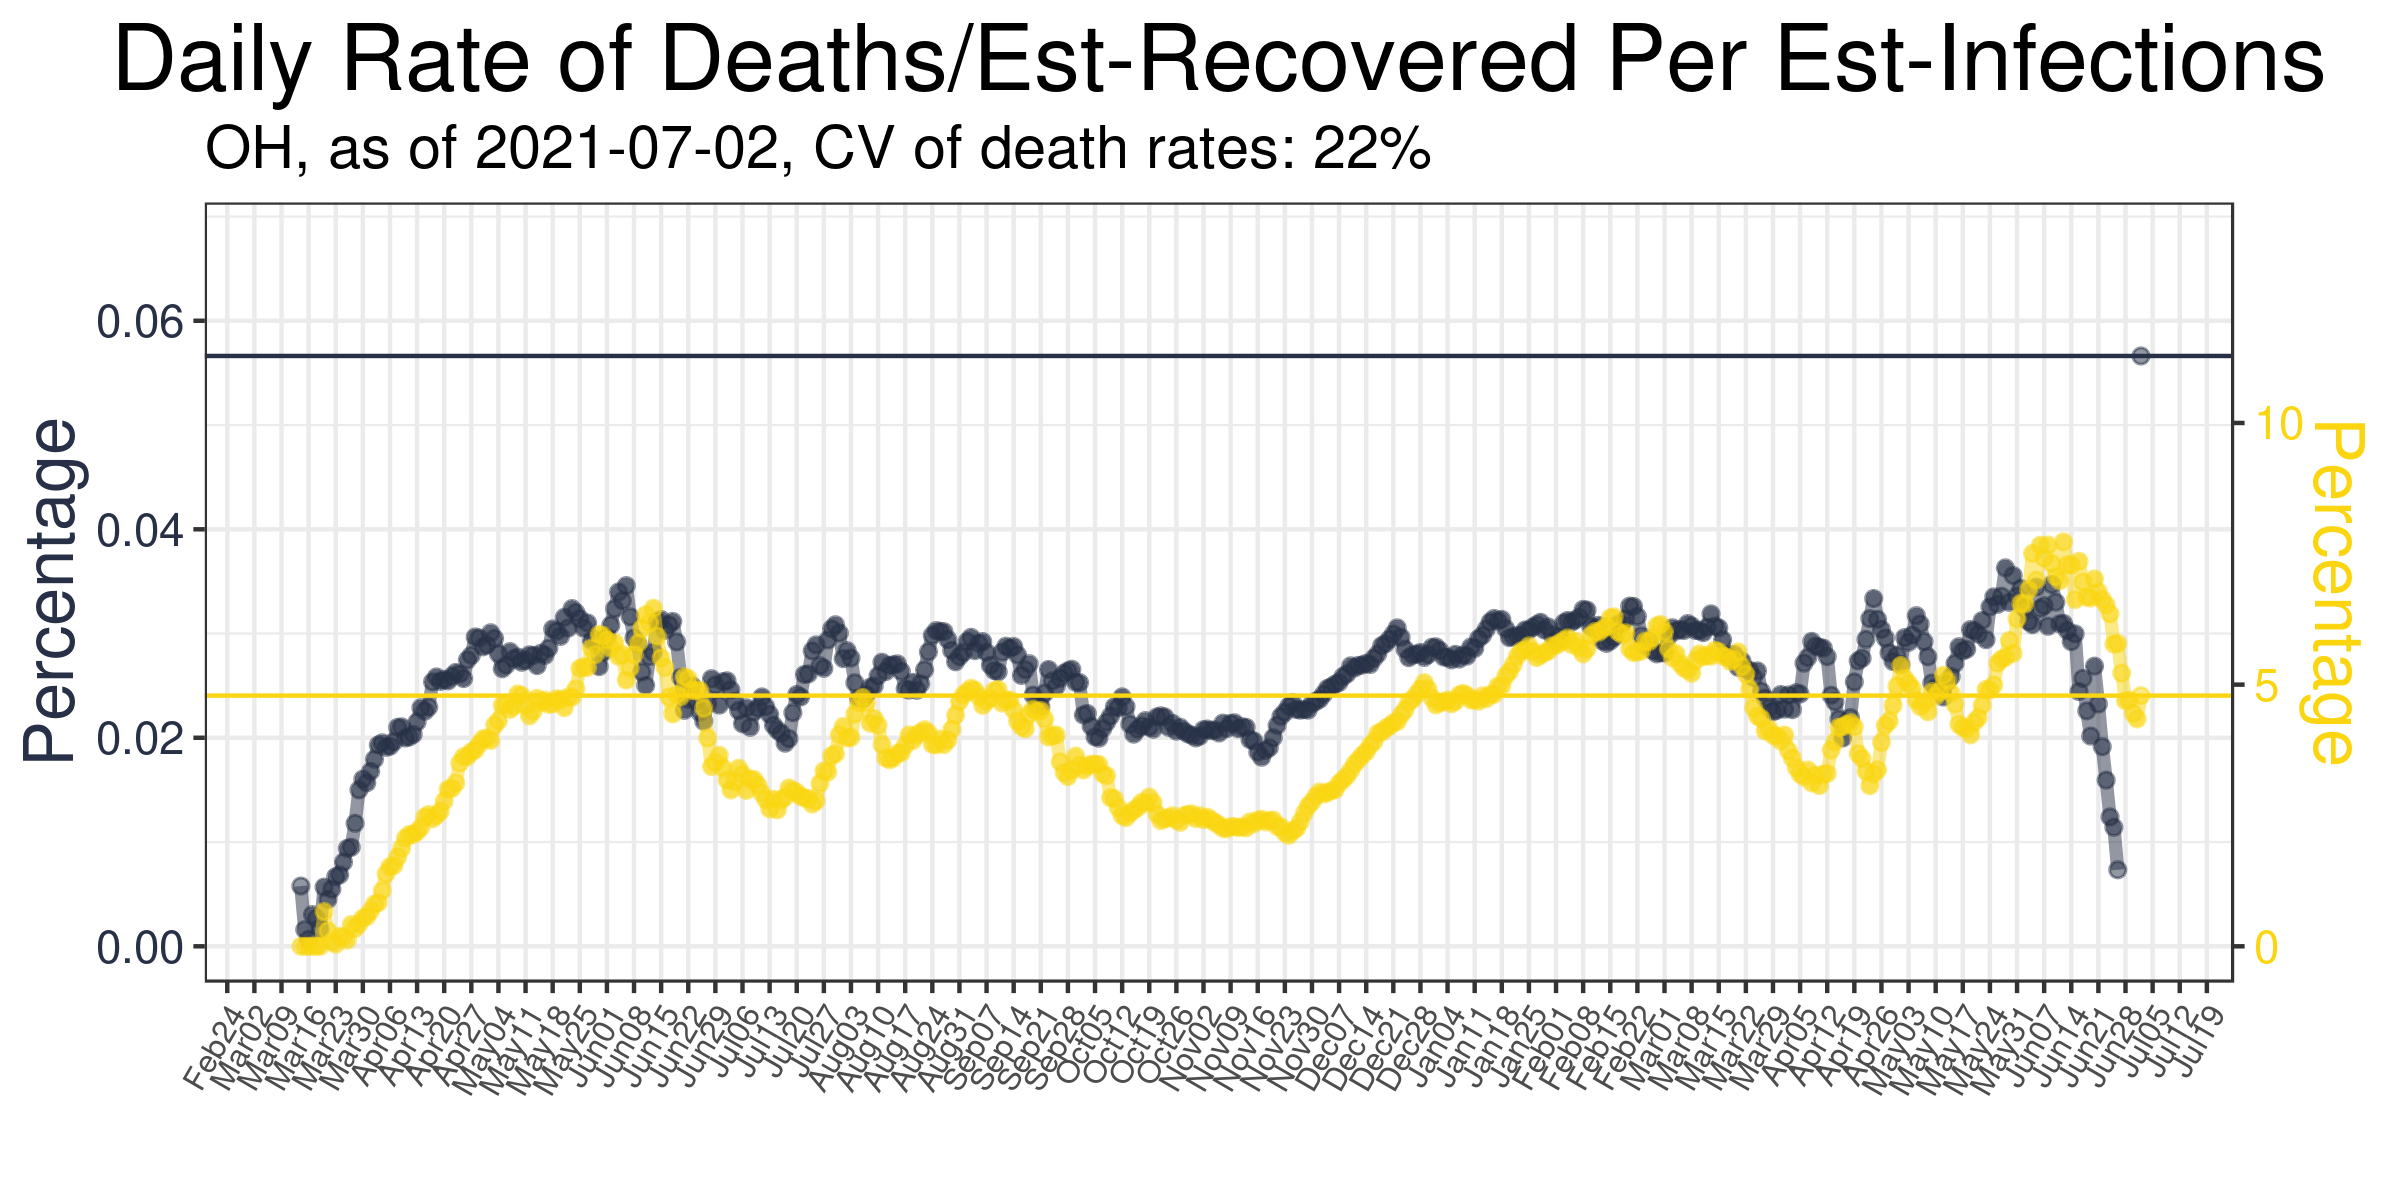 Daily Rate of Deaths/Est-Recovered Per Est-Infections
OH, as of 2021-07-02, CV of death rates: 22%
Percentage
0.06
0.04
0.02
0.00
10
5
0
Percentage
Feb24
Mar02
Mar09
Mar16
Mar23
Mar30
Apr06
Apr13
Apr20
Apr27
May04
May11
May18
May25
Jun01
Jun08
Jun15
Jun22
Jun29
Jul06
Jul13
Jul20
Jul27
Aug03
Aug10
Aug17
Aug24
Aug31
Sep07
Sep14
Sep21
Sep28
Oct05
Oct12
Oct19
Oct26
Nov02
Nov09
Nov16
Nov23
Nov30
Dec07
Dec14
Dec21
Dec28
Jan04
Jan11
Jan18
Jan25
Feb01
Feb08
Feb15
Feb22
Mar01
Mar08
Mar15
Mar22
Mar29
Apr05
Apr12
Apr19
Apr26
May03
May10
May17
May24
May31
Jun07
Jun14
Jun21
Jun28
Jul05
Jul12
Jul19